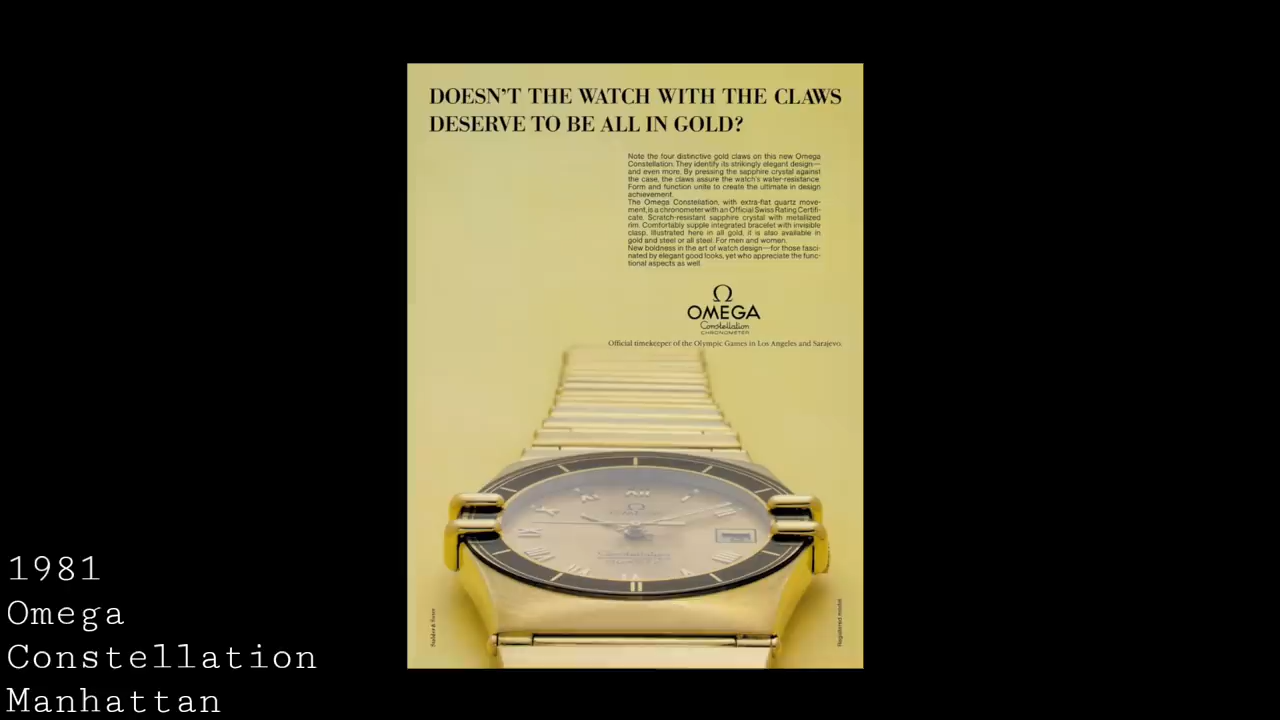 DOESN'T THE WATCH WITH THE CLAWS
DESERVE TO BE ALL IN GOLD?
Note the four distinctive gold claws on this new Omega
Constellation. They identify its strikingly elegant design—
and even more. By pressing the sapphire crystal against
the case, the claws assure the watch's water-resistance.
Form and function unite to create the ultimate in design
achievement.
The Omega Constellation, with extra-flat quartz move-
ment, is a chronometer with an Official Swiss Rating Certifi-
cate. Scratch-resistant sapphire crystal with metallized
rim. Comfortably supple integrated bracelet with invisible
clasp. Illustrated here in all gold, it is also available in
gold and steel or all steel. For men and women.
New boldness in the art of watch design—for those fasci-
nated by elegant good looks, yet who appreciate the func-
tional aspects as well.
Ω
OMEGA
Constellation
CHRONOMETER
Official timekeeper of the Olympic Games in Los Angeles and Sarajevo.
Registered model
1981
Omega
Constellation
Manhattan